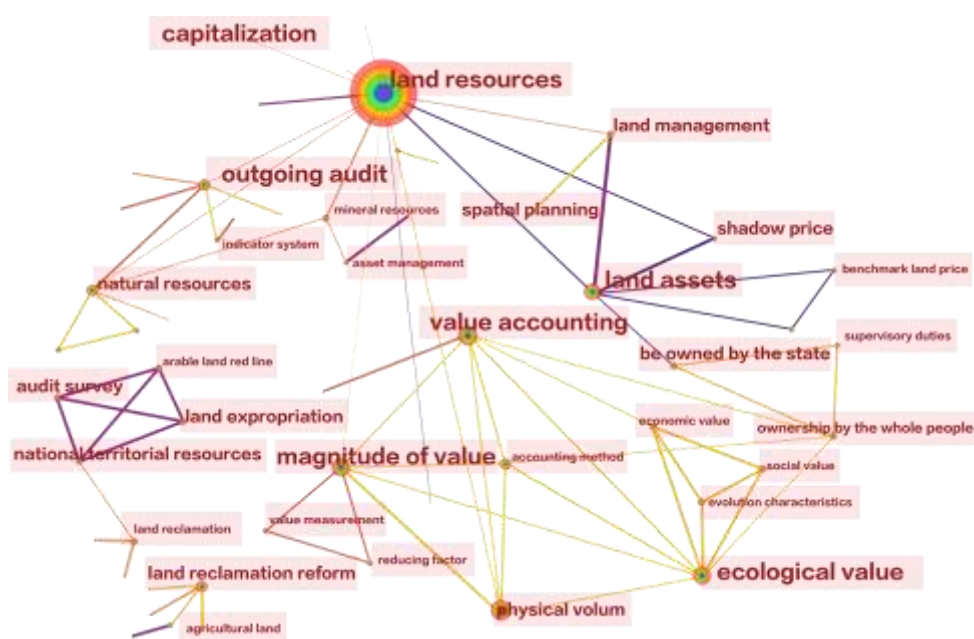 capitalization
land resources
land management
outgoing audit
mineral resources
spatial planning
shadow price
indicator system
asset management
benchmark land price
natural resources
land assets
value accounting
supervisory duties
be owned by the state
arable land red line
audit survey
land expropriation
economic value
ownership by the whole people
national territorial resources
magnitude of value
accounting method
social value
evolution characteristics
value measurement
land reclamation
reducing factor
land reclamation reform
ecological value
physical volum
agricultural land